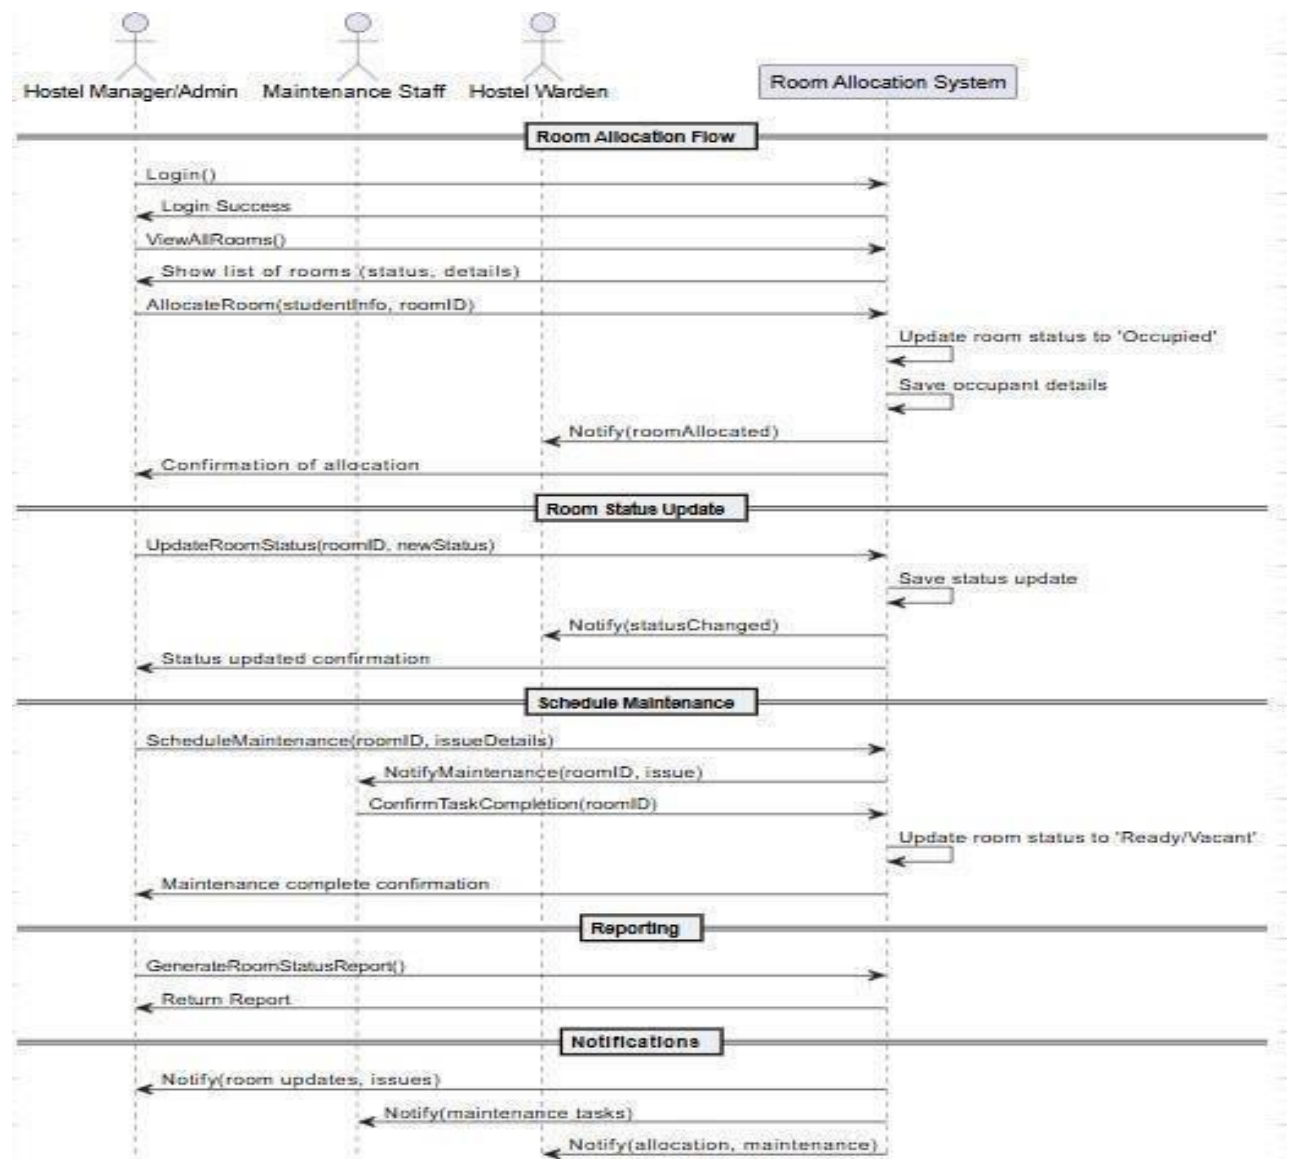 Hostel Manager/Admin
Maintenance Staff
Hostel Warden
Room Allocation System
Room Allocation Flow
Login()
Login Success
ViewAllRooms()
Show list of rooms (status, details)
AllocateRoom(studentInfo, roomID)
Update room status to 'Occupied'
Save occupant details
Notify(roomAllocated)
Confirmation of allocation
Room Status Update
UpdateRoomStatus(roomID, newStatus)
Save status update
Notify(statusChanged)
Status updated confirmation
Schedule Maintenance
ScheduleMaintenance(roomID, issueDetails)
NotifyMaintenance(roomID, issue)
ConfirmTaskCompletion(roomID)
Update room status to 'Ready/Vacant'
Maintenance complete confirmation
Reporting
GenerateRoomStatusReport()
Return Report
Notifications
Notify(room updates, issues)
Notify(maintenance tasks)
Notify(allocation, maintenance)